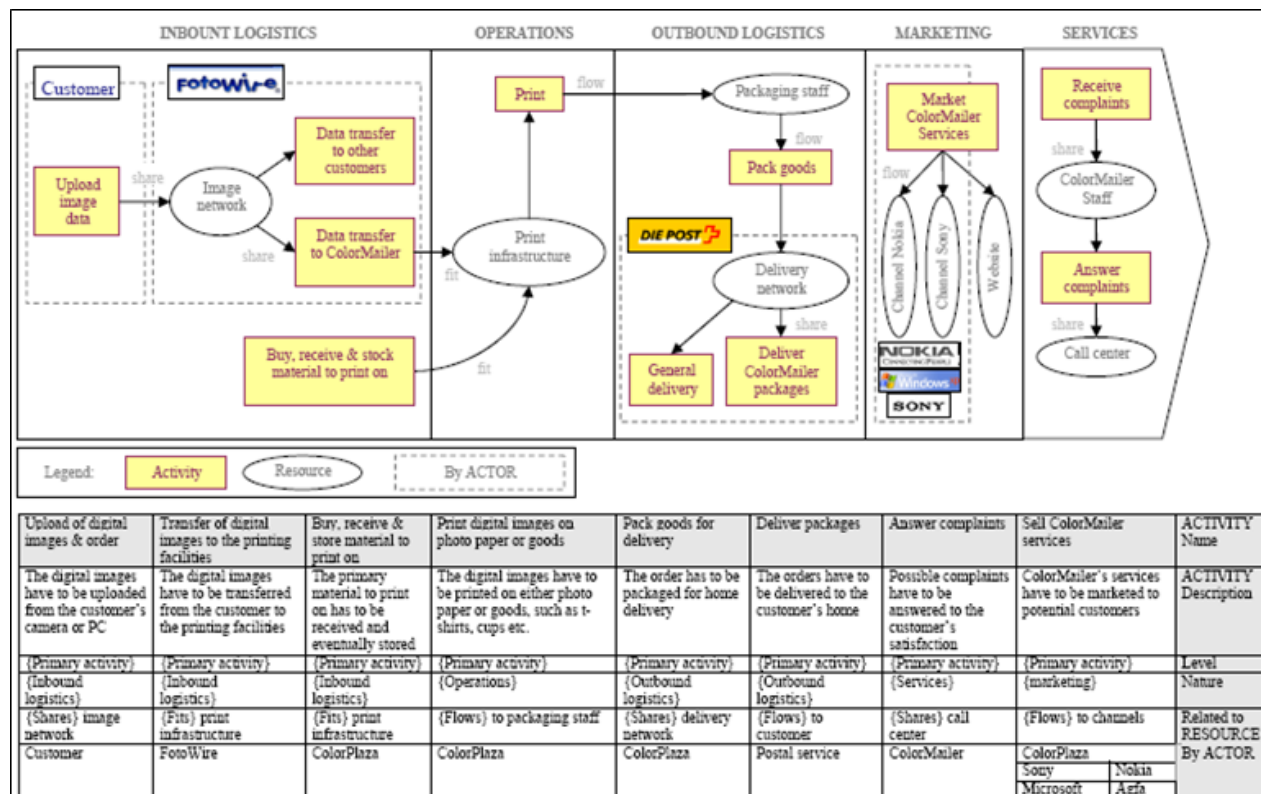 INBOUNT LOGISTICS
OPERATIONS
OUTBOUND LOGISTICS
MARKETING
SERVICES
Customer
FOTOWIRE
Upload
image
data
share
Image
network
Data transfer
to other
customers
share
Data transfer
to ColorMailer
fit
Buy, receive & stock
material to print on
fit
Print
flow
Print
infrastructure
Packaging staff
flow
Pack goods
DIE POST
Delivery
network
share
General
delivery
Deliver
ColorMailer
packages
Market
ColorMailer
Services
flow
Channel Nokia
Channel Sony
Website
NOKIA
CONNECTING PEOPLE
Windows
SONY
Receive
complaints
share
ColorMailer
Staff
Answer
complaints
share
Call center
Legend:
Activity
Resource
By ACTOR
Upload of digital
images & order
Transfer of digital
images to the printing
facilities
Buy, receive &
store material to
print on
Print digital images on
photo paper or goods
Pack goods for
delivery
Deliver packages
Answer complaints
Sell ColorMailer
services
ACTIVITY
Name
The digital images
have to be uploaded
from the customer's
camera or PC
The digital images
have to be transferred
from the customer to
the printing facilities
The primary
material to print
on has to be
received and
eventually stored
The digital images have to
be printed on either photo
paper or goods, such as t-
shirts, cups etc.
The order has to be
packaged for home
delivery
The orders have to
be delivered to the
customer's home
Possible complaints
have to be
answered to the
customer's
satisfaction
ColorMailer's services
have to be marketed to
potential customers
ACTIVITY
Description
{Primary activity}
{Primary activity}
{Primary activity}
{Primary activity}
{Primary activity}
{Primary activity}
{Primary activity}
{Primary activity}
Level
{Inbound
logistics}
{Inbound
logistics}
{Inbound
logistics}
{Operations}
{Outbound
logistics}
{Outbound
logistics}
{Services}
{marketing}
Nature
{Shares} image
network
{Fits} print
infrastructure
{Fits} print
infrastructure
{Flows} to packaging staff
{Shares} delivery
network
{Flows} to
customer
{Shares} call
center
{Flows} to channels
Related to
RESOURCE
Customer
FotoWire
ColorPlaza
ColorPlaza
ColorPlaza
Postal service
ColorMailer
ColorPlaza
Sony
Nokia
Microsoft
Agfa
By ACTOR